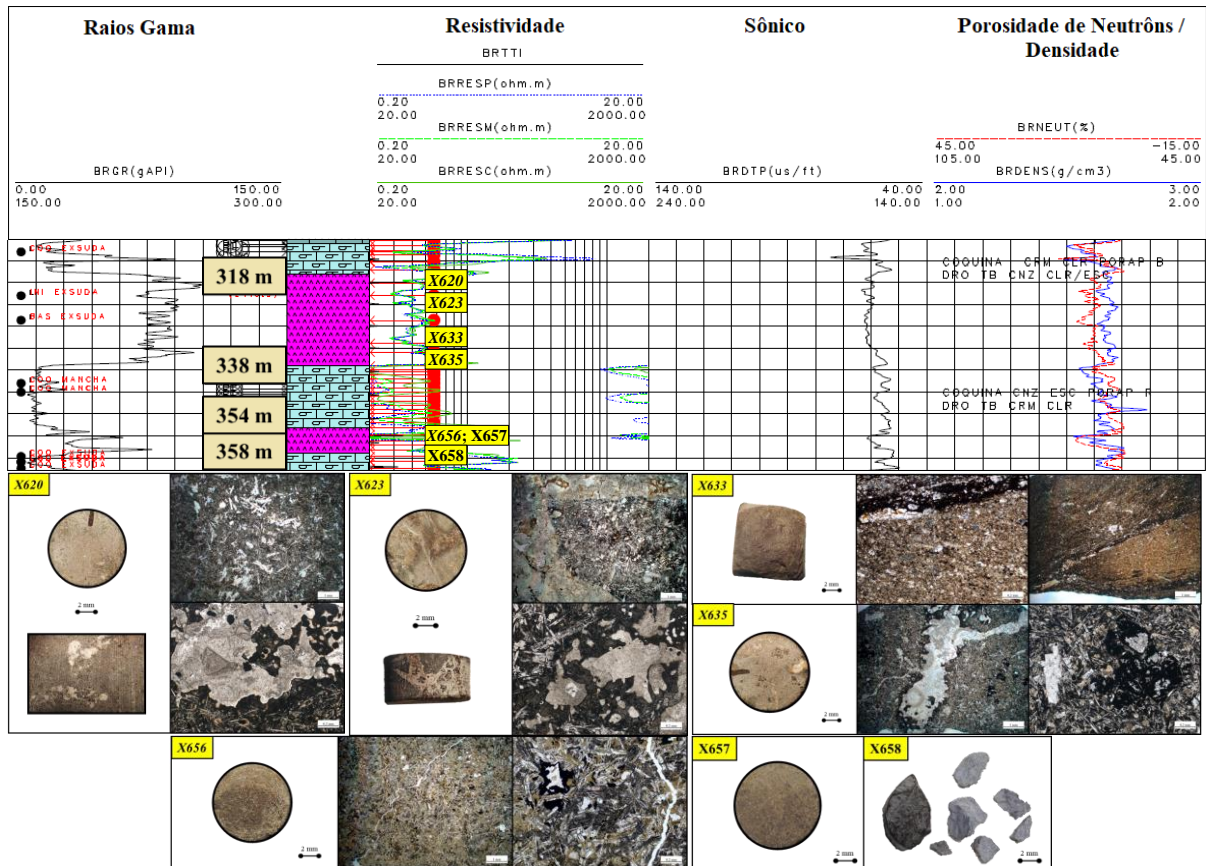 Raios Gama
Resistividade
Sônico
Porosidade de Neutrôns /
Densidade
BRTTI
BRRESP(ohm.m)
0.20 20.00
20.00 2000.00
BRRESM(ohm.m)
0.20 20.00
20.00 2000.00
BRNEUT(%)
45.00 -15.00
105.00 45.00
BRGR(gAPI)
0.00 150.00
150.00 300.00
BRRESC(ohm.m)
0.20 20.00
20.00 2000.00
BRDTP(us/ft)
140.00 40.00
240.00 140.00
BRDENS(g/cm3)
2.00 3.00
1.00 2.00
COQ EXSUDA
318 m
COQUINA CRM CLR PORAP B
DRO TB CNZ CLR/ESC
X620
EXSUDA
X623
BAS EXSUDA
X633
338 m
X635
COQ MANCHA
COQ MANCHA
COQUINA CNZ ESC PORAP R
DRO TB CRM CLR
354 m
X656; X657
358 m
X658
COQ EXSUDA
COQ EXSUDA
X620
2 mm
X623
2 mm
X633
2 mm
X635
2 mm
X656
2 mm
X657
2 mm
X658
2 mm